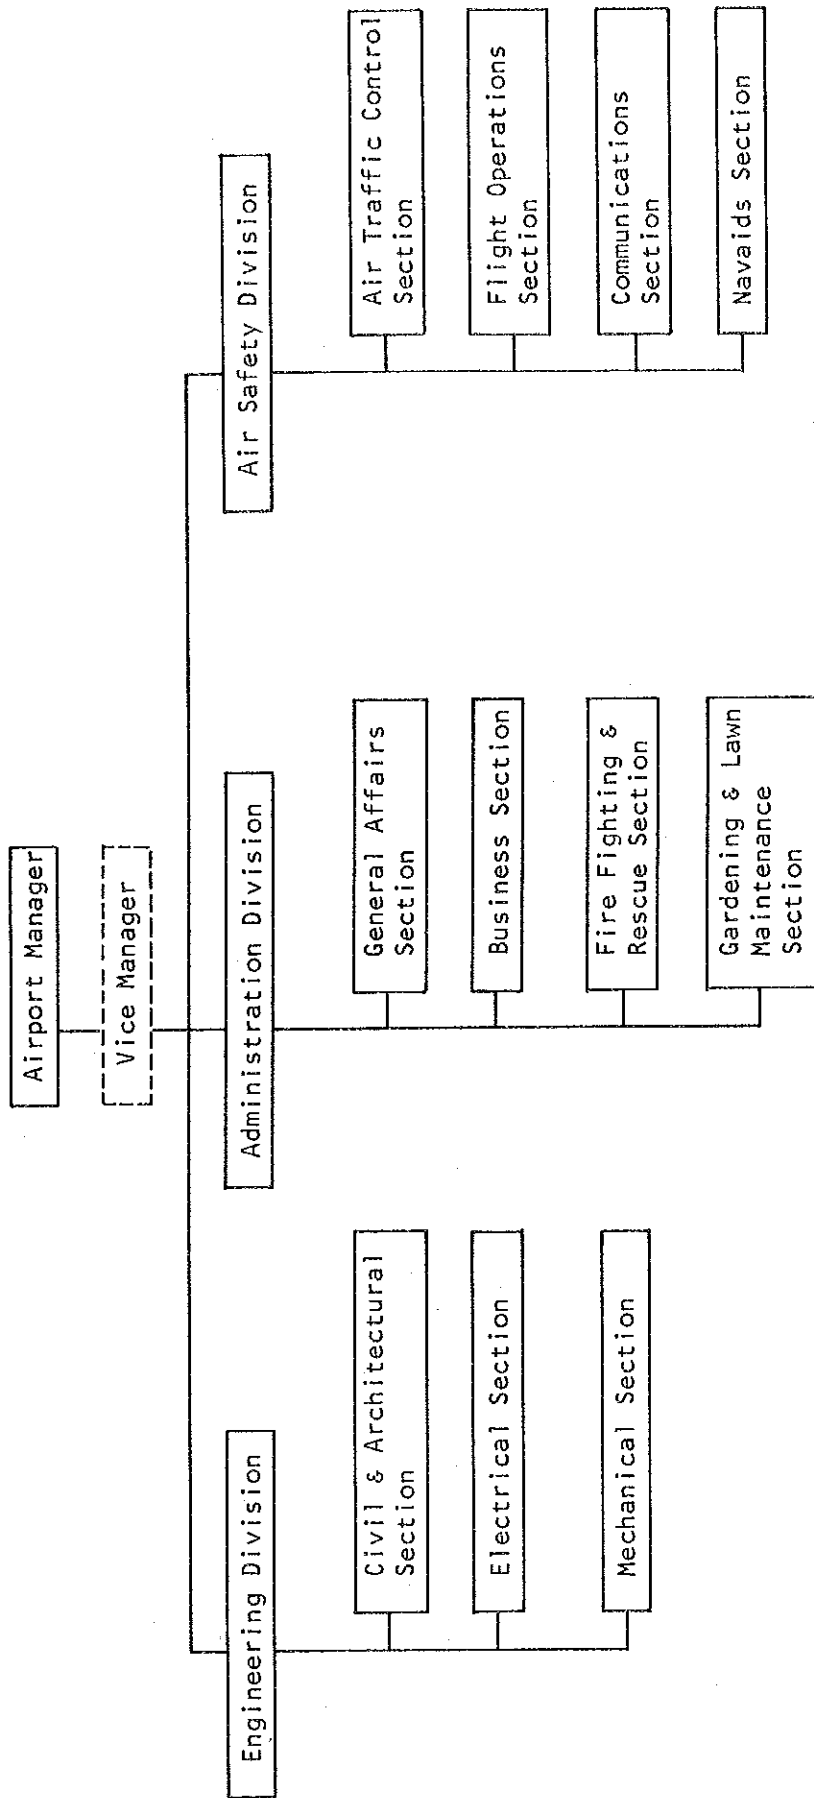 Airport Manager
Vice Manager
Engineering Division
Administration Division
Air Safety Division
Civil & Architectural
Section
Electrical Section
Mechanical Section
General Affairs
Section
Business Section
Fire Fighting &
Rescue Section
Gardening & Lawn
Maintenance
Section
Air Traffic Control
Section
Flight Operations
Section
Communications
Section
Navaids Section